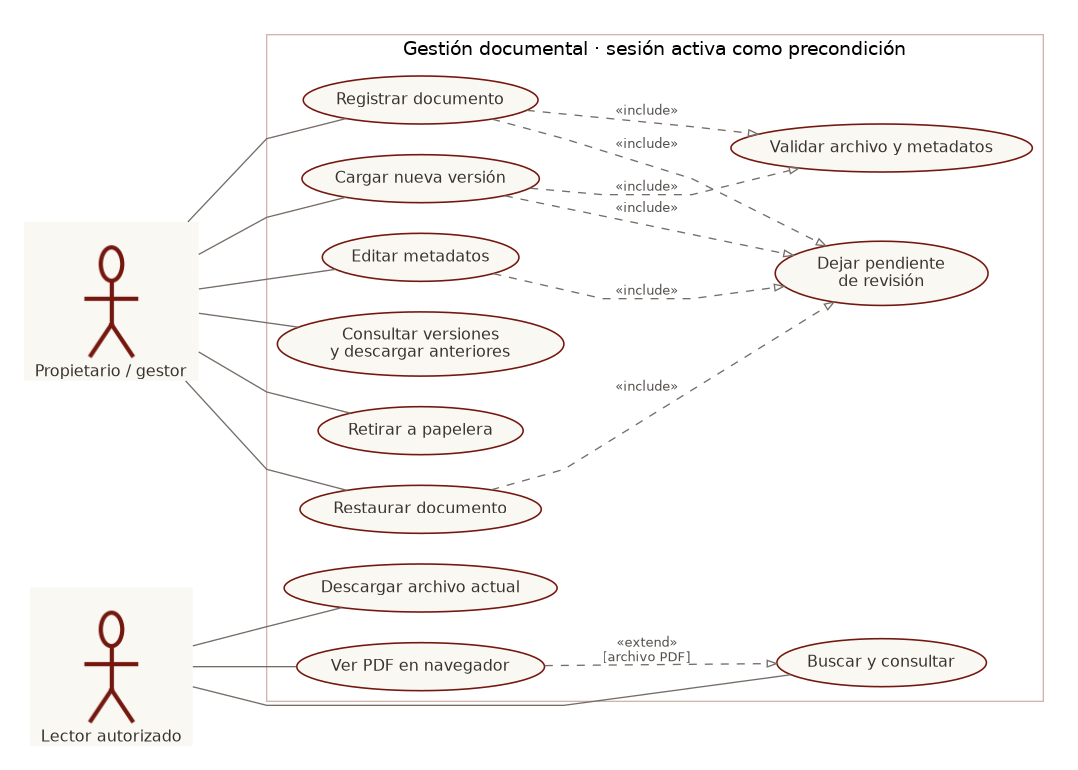 Gestión documental · sesión activa como precondición
Registrar documento
«include»
Validar archivo y metadatos
«include»
Cargar nueva versión
«include»
«include»
Editar metadatos
Dejar pendiente
de revisión
«include»
Consultar versiones
y descargar anteriores
Propietario / gestor
«include»
Retirar a papelera
Restaurar documento
Descargar archivo actual
«extend»
[archivo PDF]
Ver PDF en navegador
Buscar y consultar
Lector autorizado